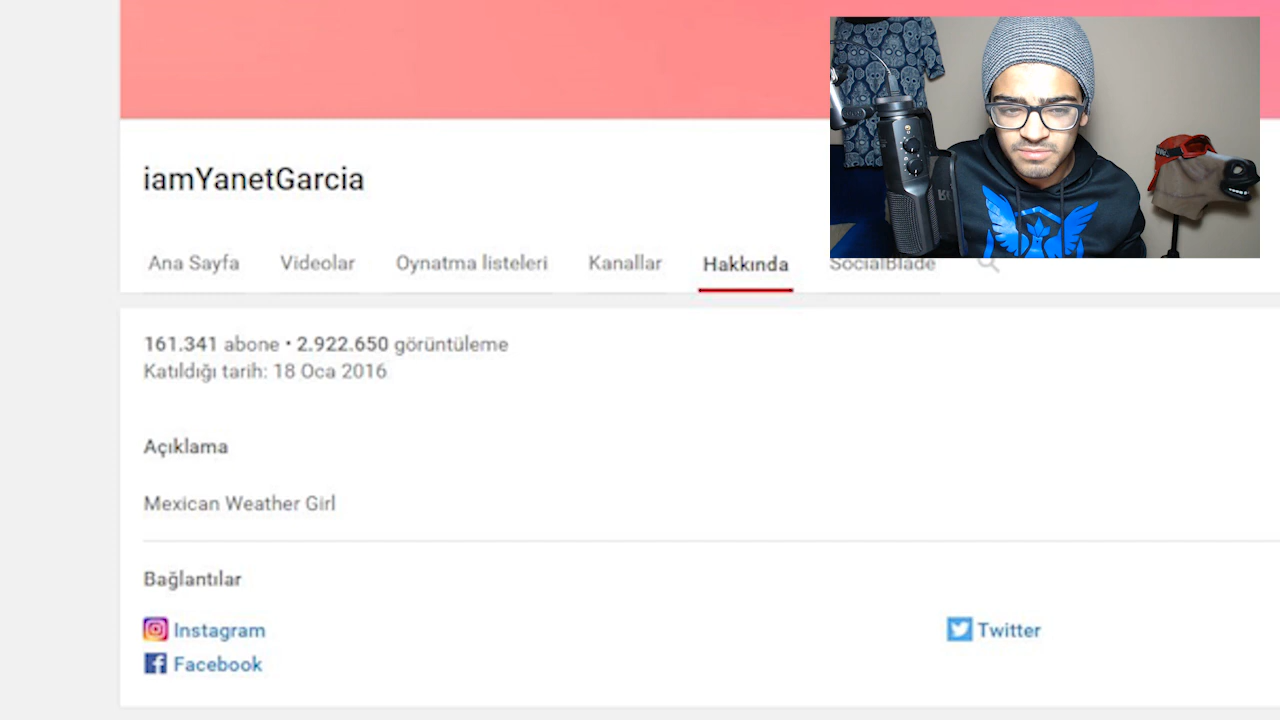 iamYanetGarcia
Ana Sayfa Videolar Oynatma listeleri Kanallar Hakkında SocialBlade
161.341 abone • 2.922.650 görüntüleme
Katıldığı tarih: 18 Oca 2016
Açıklama
Mexican Weather Girl
Bağlantılar
Instagram Twitter
Facebook